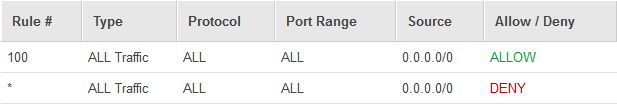 Rule # Type Protocol Port Range Source Allow / Deny
100 ALL Traffic ALL ALL 0.0.0.0/0 ALLOW
* ALL Traffic ALL ALL 0.0.0.0/0 DENY